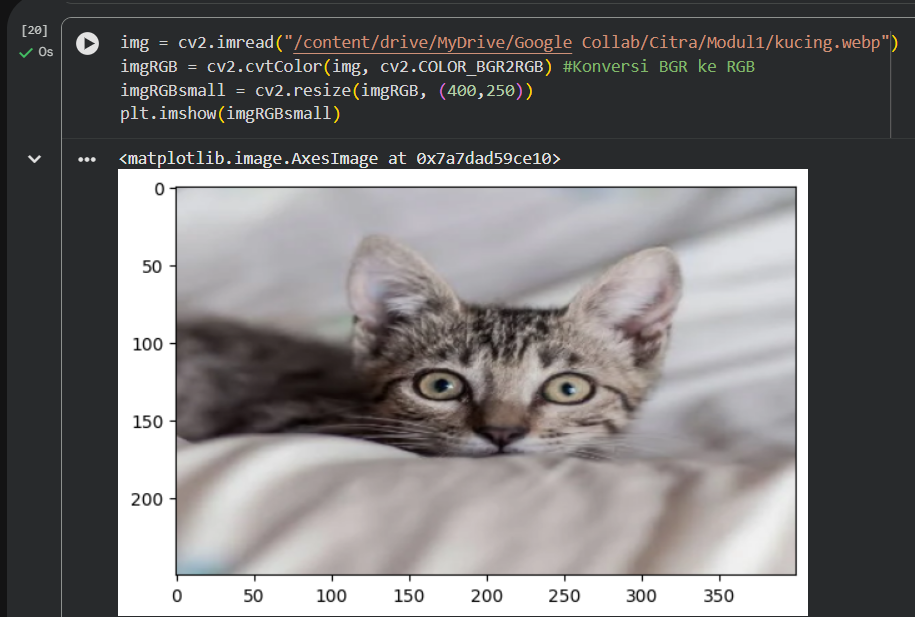 [20]
0s
img = cv2.imread("/content/drive/MyDrive/Google Collab/Citra/Modul1/kucing.webp")
imgRGB = cv2.cvtColor(img, cv2.COLOR_BGR2RGB) #Konversi BGR ke RGB
imgRGBsmall = cv2.resize(imgRGB, (400,250))
plt.imshow(imgRGBsmall)
<matplotlib.image.AxesImage at 0x7a7dad59ce10>
0
50
100
150
200
0 50 100 150 200 250 300 350